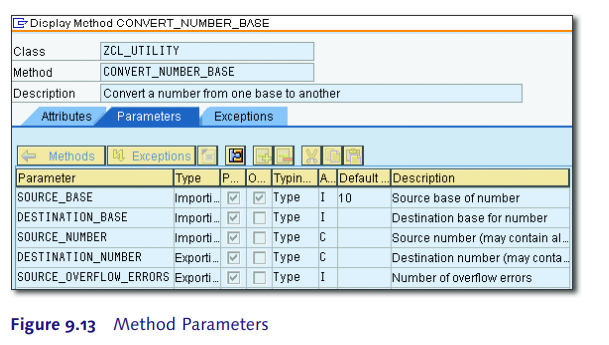 Display Method CONVERT_NUMBER_BASE
Class ZCL_UTILITY
Method CONVERT_NUMBER_BASE
Description Convert a number from one base to another
Attributes Parameters Exceptions
Methods Exceptions
Parameter Type P... O... Typin... A... Default ... Description
SOURCE_BASE Importi... Type I 10 Source base of number
DESTINATION_BASE Importi... Type I Destination base for number
SOURCE_NUMBER Importi... Type C Source number (may contain al...
DESTINATION_NUMBER Exporti... Type C Destination number (may conta...
SOURCE_OVERFLOW_ERRORS Exporti... Type I Number of overflow errors
Figure 9.13 Method Parameters